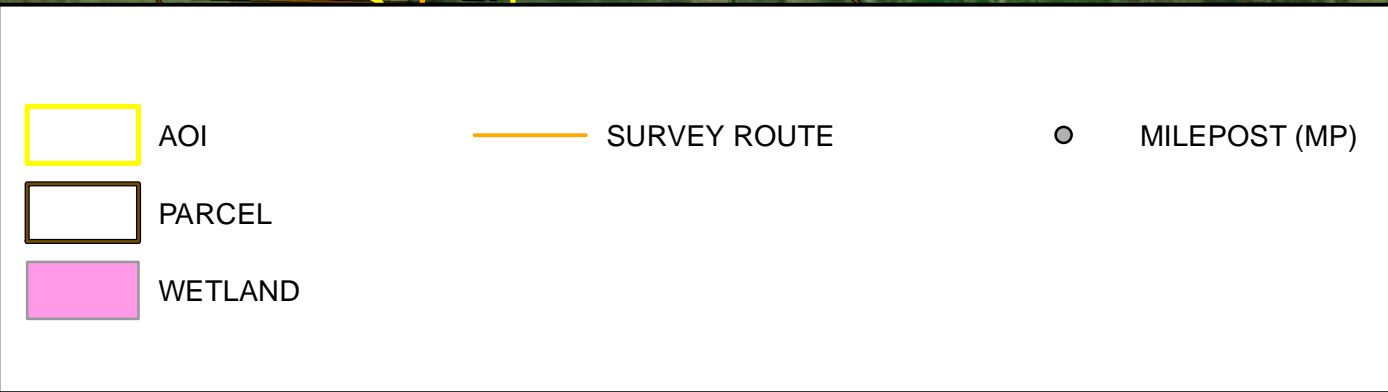 AOI
SURVEY ROUTE
MILEPOST (MP)
PARCEL
WETLAND